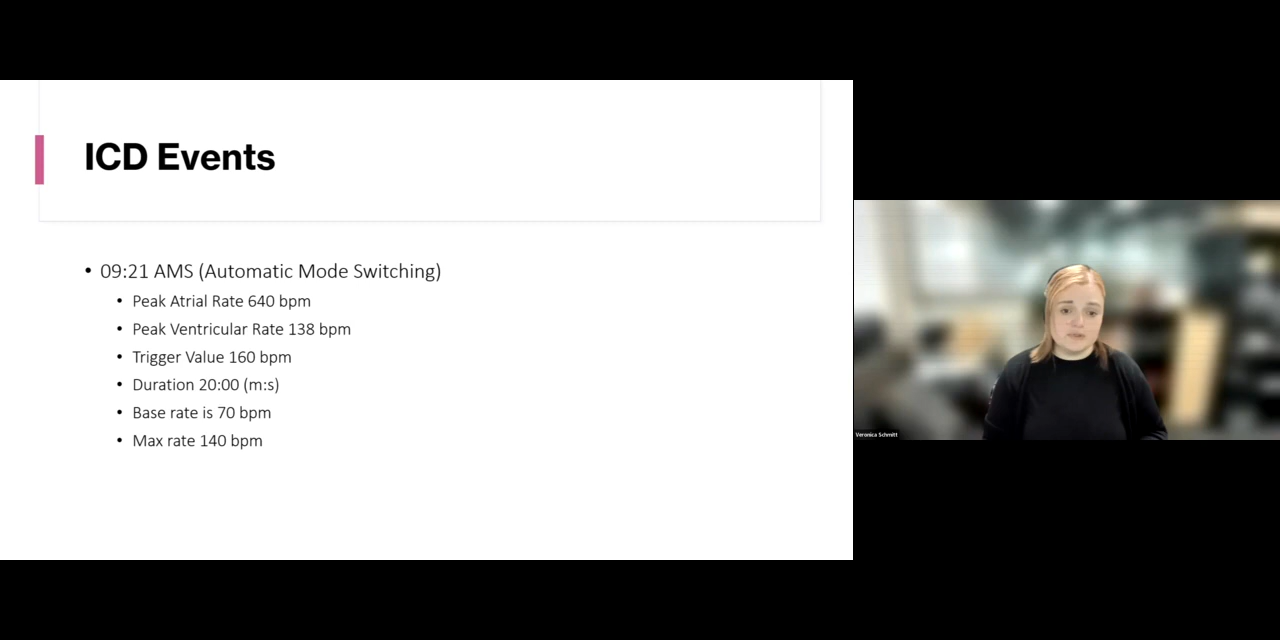 ICD Events
• 09:21 AMS (Automatic Mode Switching)
• Peak Atrial Rate 640 bpm
• Peak Ventricular Rate 138 bpm
• Trigger Value 160 bpm
• Duration 20:00 (m:s)
• Base rate is 70 bpm
• Max rate 140 bpm
Veronica Schmitt